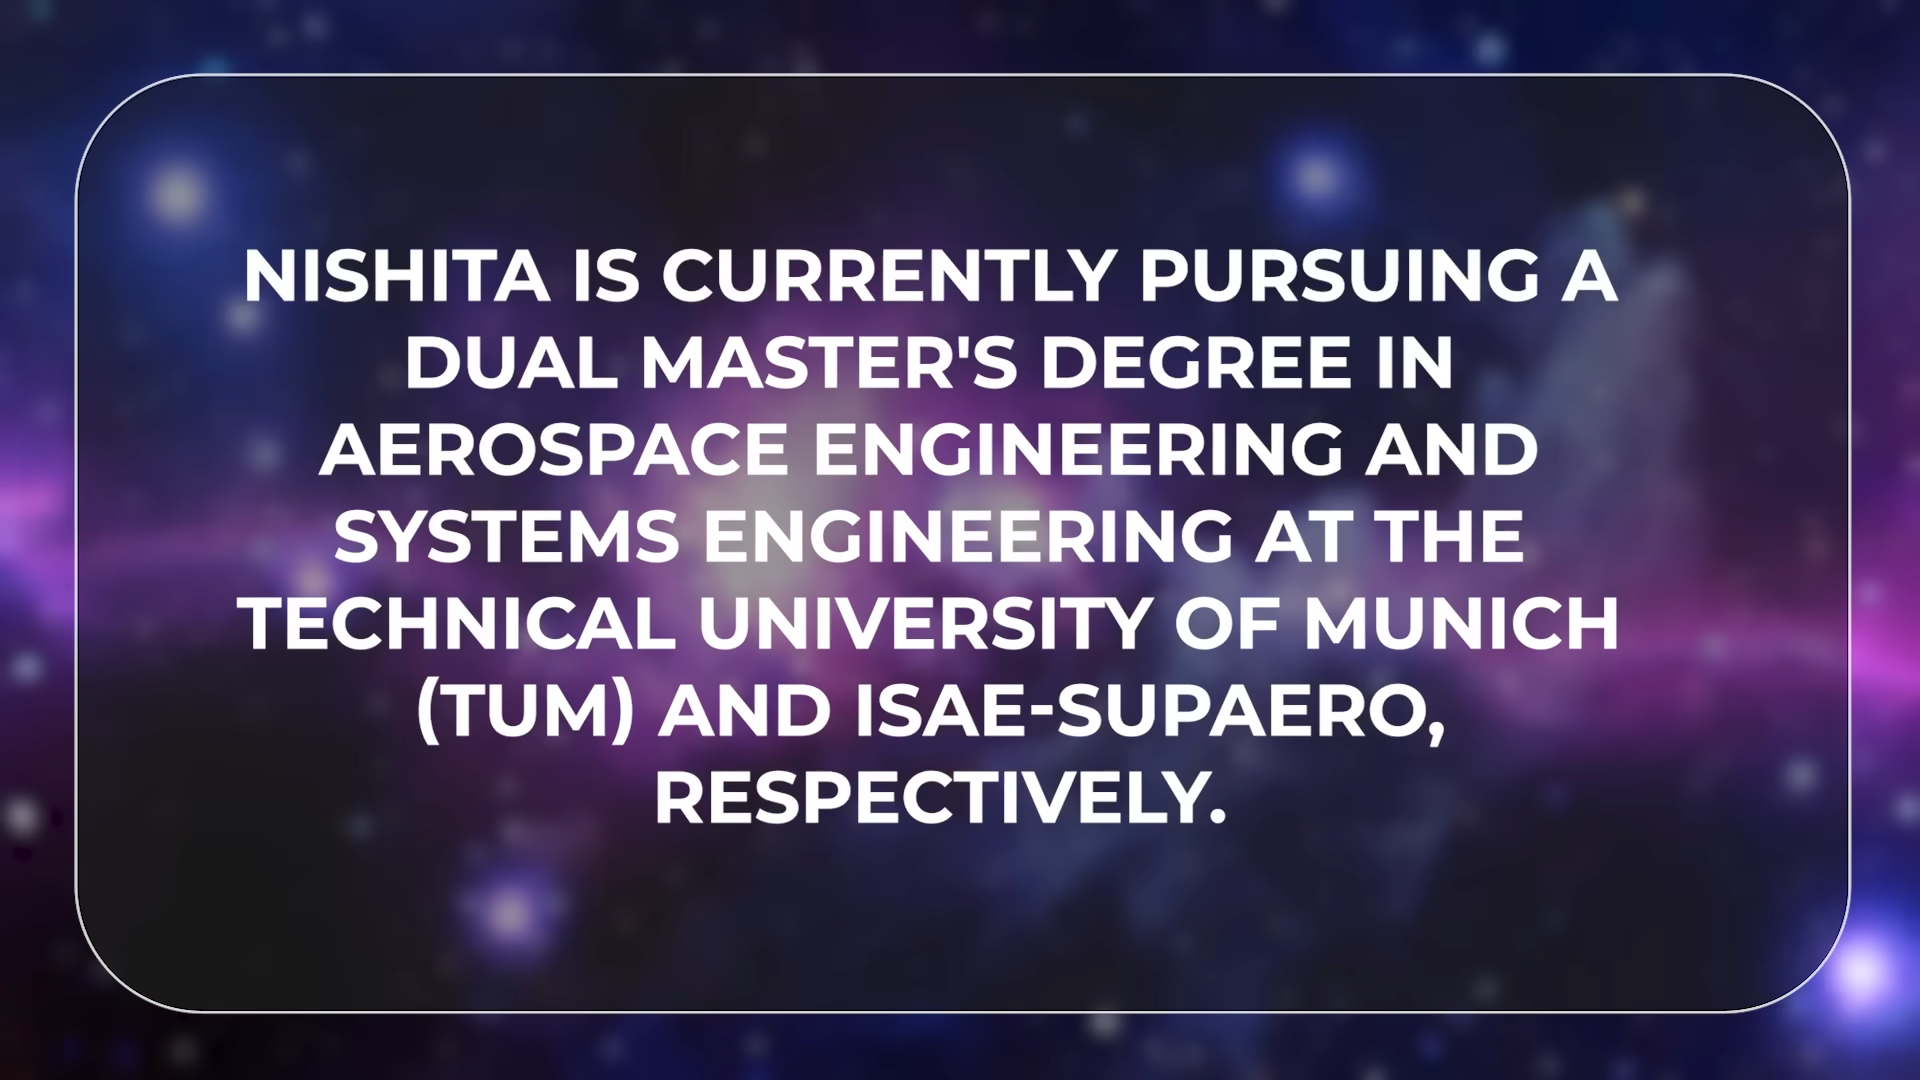 NISHITA IS CURRENTLY PURSUING A
DUAL MASTER'S DEGREE IN
AEROSPACE ENGINEERING AND
SYSTEMS ENGINEERING AT THE
TECHNICAL UNIVERSITY OF MUNICH
(TUM) AND ISAE-SUPAERO,
RESPECTIVELY.